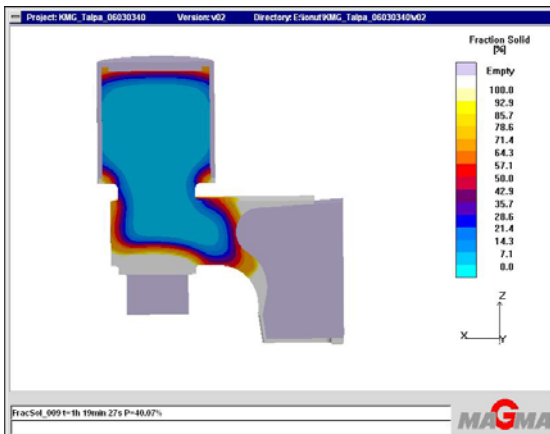 Project: KMG_Talpa_06030340 Version: v02 Directory: E:\ionut\KMG_Talpa_06030340\v02
Fraction Solid
[%]
Empty
100.0
92.9
85.7
78.6
71.4
64.3
57.1
50.0
42.9
35.7
28.6
21.4
14.3
7.1
0.0
Z
X
Y
FracSol_009 t=1h 19min 27s P=40.07%
MAGMA